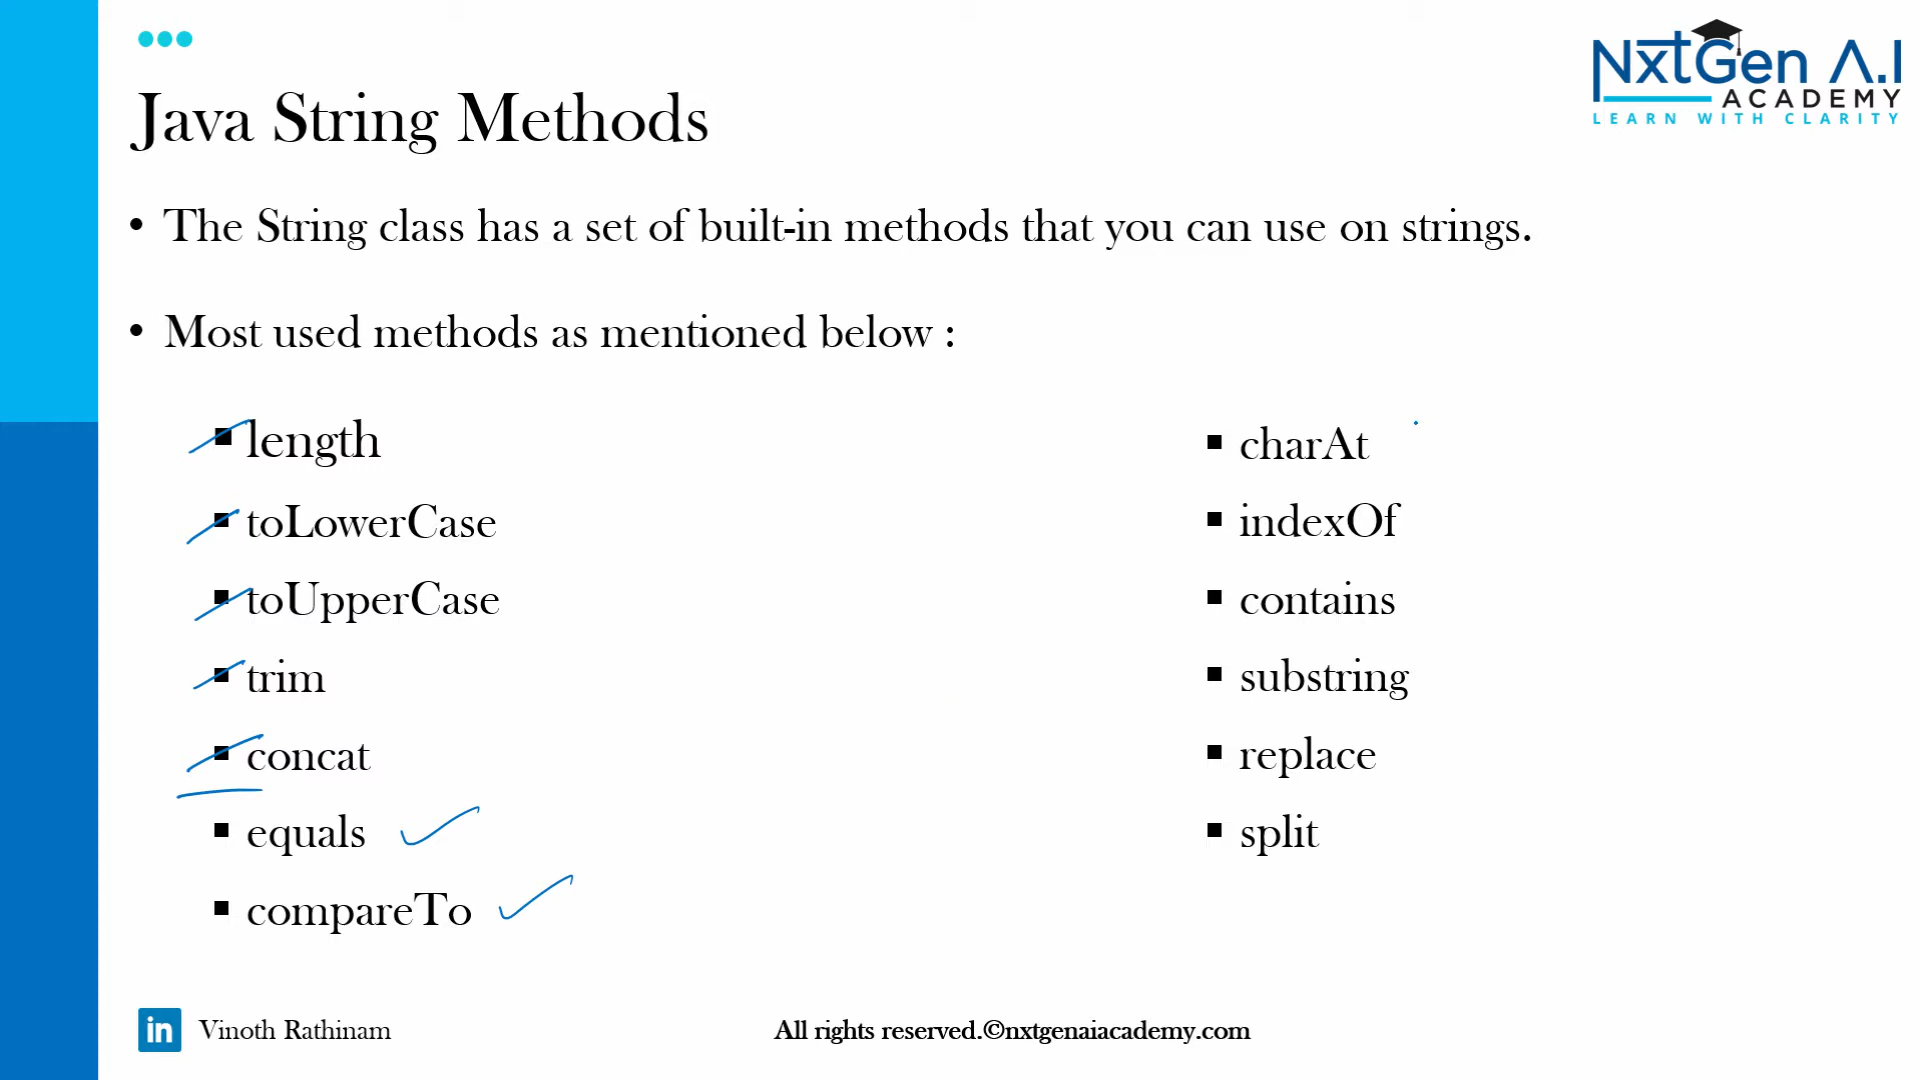 NxtGen A.I
ACADEMY
LEARN WITH CLARITY
Java String Methods
• The String class has a set of built-in methods that you can use on strings.
• Most used methods as mentioned below :
▪ length
▪ toLowerCase
▪ toUpperCase
▪ trim
▪ concat
▪ equals
▪ compareTo
▪ charAt
▪ indexOf
▪ contains
▪ substring
▪ replace
▪ split
in Vinoth Rathinam
All rights reserved.©nxtgenaiacademy.com